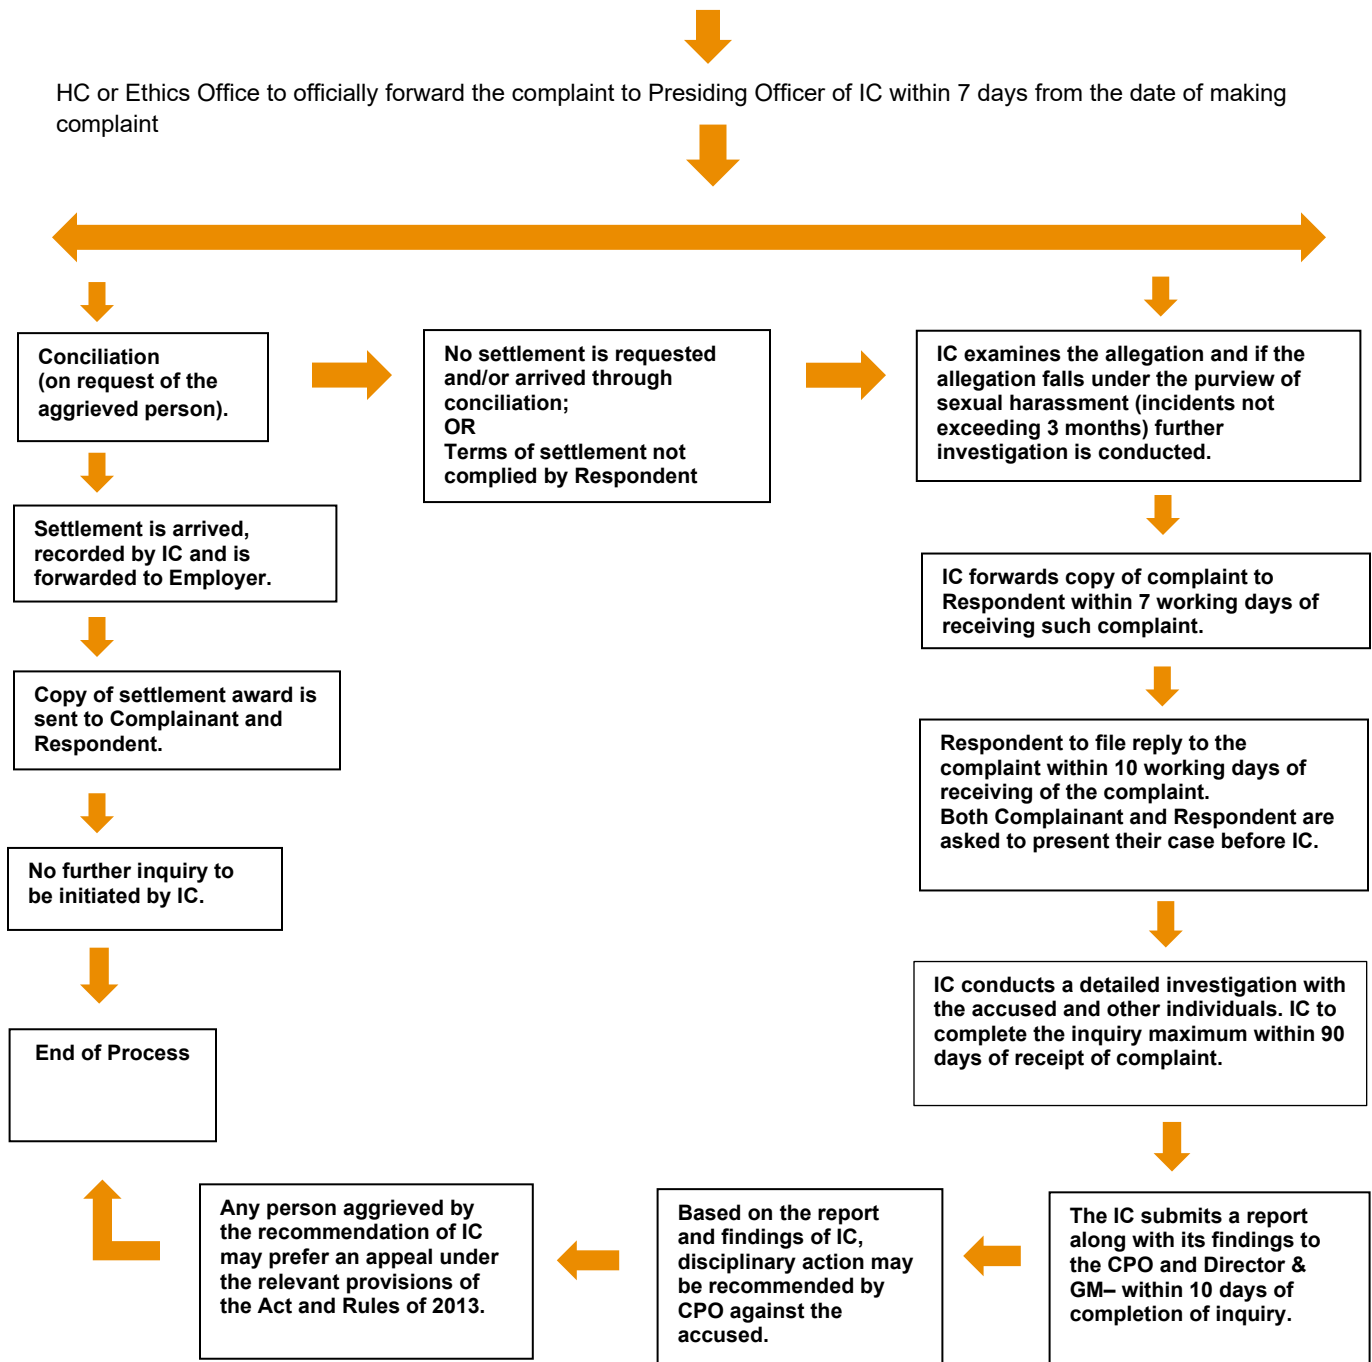 HC or Ethics Office to officially forward the complaint to Presiding Officer of IC within 7 days from the date of making
complaint
Conciliation
(on request of the
aggrieved person).
No settlement is requested
and/or arrived through
conciliation;
OR
Terms of settlement not
complied by Respondent
IC examines the allegation and if the
allegation falls under the purview of
sexual harassment (incidents not
exceeding 3 months) further
investigation is conducted.
Settlement is arrived,
recorded by IC and is
forwarded to Employer.
IC forwards copy of complaint to
Respondent within 7 working days of
receiving such complaint.
Copy of settlement award is
sent to Complainant and
Respondent.
Respondent to file reply to the
complaint within 10 working days of
receiving of the complaint.
Both Complainant and Respondent are
asked to present their case before IC.
No further inquiry to
be initiated by IC.
IC conducts a detailed investigation with
the accused and other individuals. IC to
complete the inquiry maximum within 90
days of receipt of complaint.
End of Process
Any person aggrieved by
the recommendation of IC
may prefer an appeal under
the relevant provisions of
the Act and Rules of 2013.
Based on the report
and findings of IC,
disciplinary action may
be recommended by
CPO against the
accused.
The IC submits a report
along with its findings to
the CPO and Director &
GM– within 10 days of
completion of inquiry.